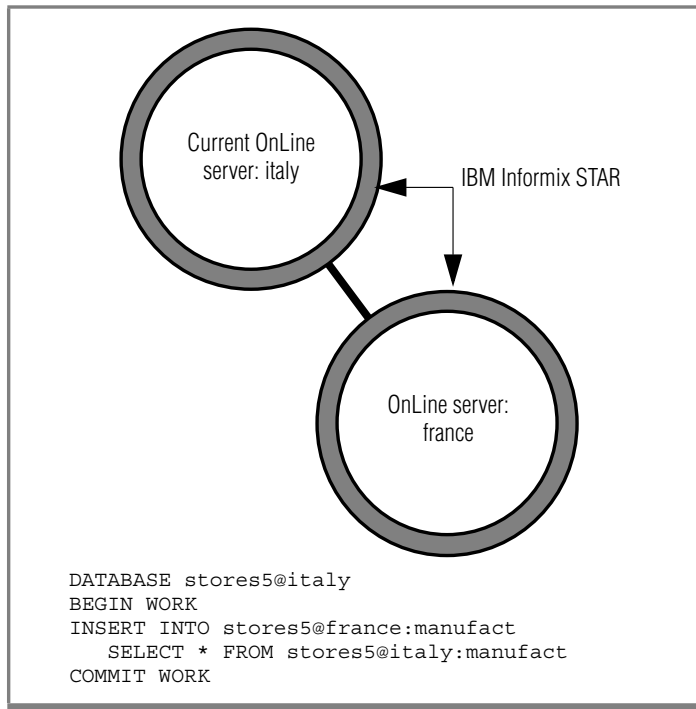 Current OnLine
server: italy
IBM Informix STAR
OnLine server:
france
DATABASE stores5@italy
BEGIN WORK
INSERT INTO stores5@france:manufact
   SELECT * FROM stores5@italy:manufact
COMMIT WORK